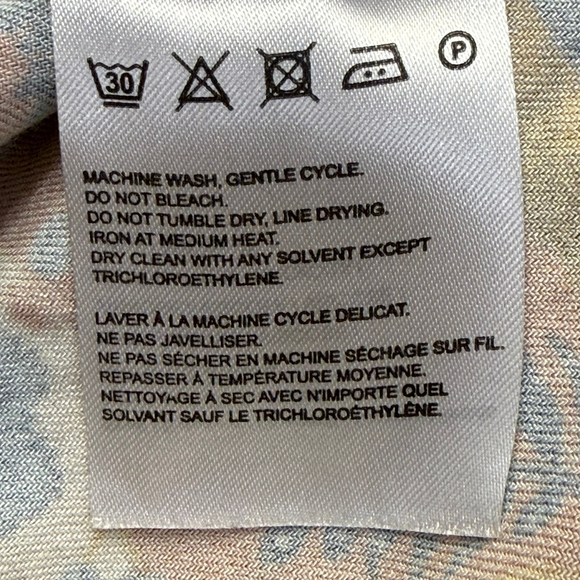 30 P
MACHINE WASH, GENTLE CYCLE.
DO NOT BLEACH.
DO NOT TUMBLE DRY, LINE DRYING.
IRON AT MEDIUM HEAT.
DRY CLEAN WITH ANY SOLVENT EXCEPT
TRICHLOROETHYLENE.
LAVER À LA MACHINE CYCLE DELICAT.
NE PAS JAVELLISER.
NE PAS SÉCHER EN MACHINE SÉCHAGE SUR FIL.
REPASSER À TEMPÉRATURE MOYENNE.
NETTOYAGE À SEC AVEC N'IMPORTE QUEL
SOLVANT SAUF LE TRICHLOROÉTHYLÈNE.